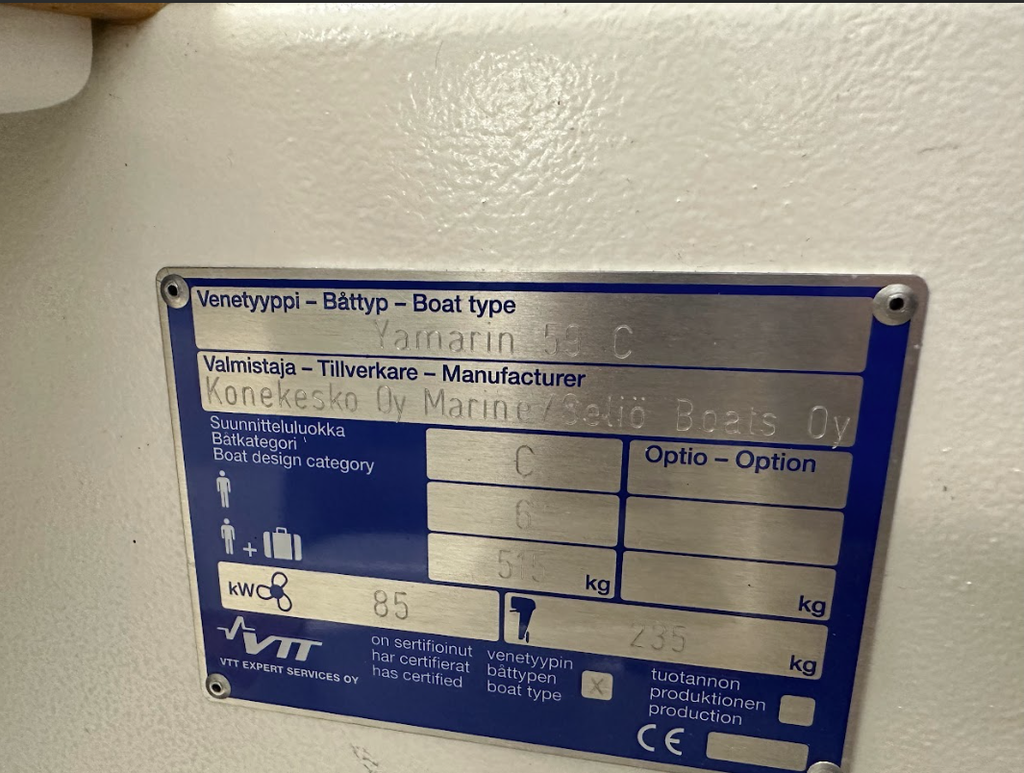 Venetyyppi – Båttyp – Boat type
Yamarin 59 C
Valmistaja – Tillverkare – Manufacturer
Konekesko Oy Marine/Seliö Boats Oy
Suunnitteluluokka
Båtkategori
Boat design category
C
Optio – Option
6
+
515 kg
kg
kW
85
235 kg
VTT
VTT EXPERT SERVICES OY
on sertifioinut
har certifierat
has certified
venetyypin
båttypen
boat type
x
tuotannon
produktionen
production
CE